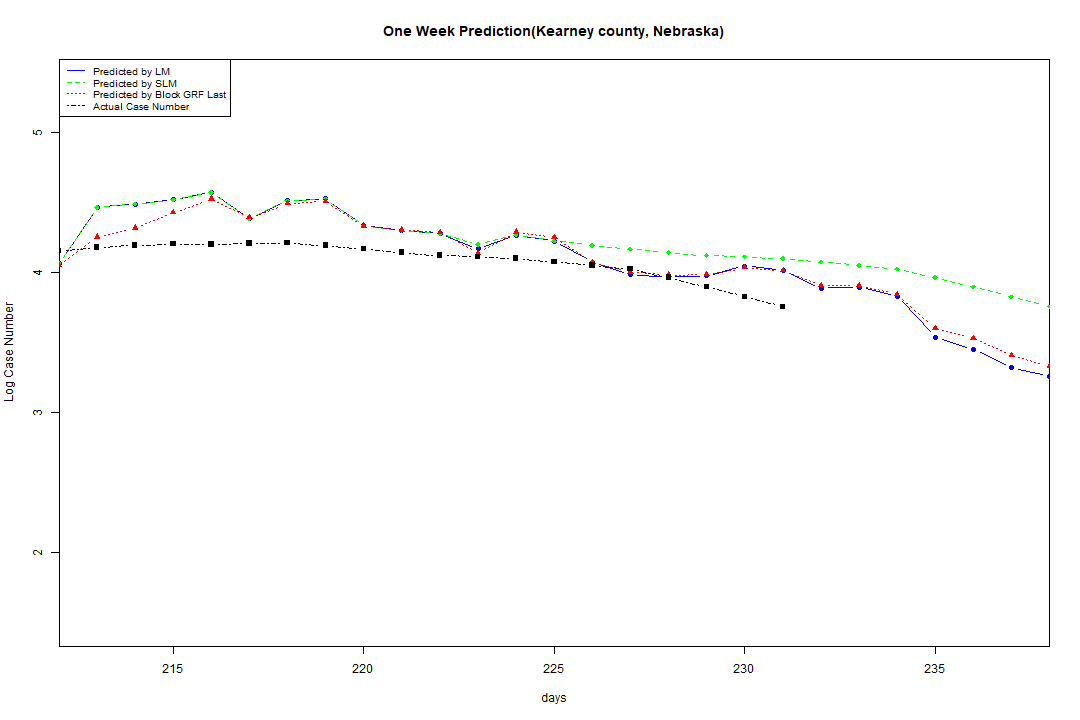 One Week Prediction(Kearney county, Nebraska)
Predicted by LM
Predicted by SLM
Predicted by Block GRF Last
Actual Case Number
5
4
3
2
Log Case Number
215
220
225
230
235
days